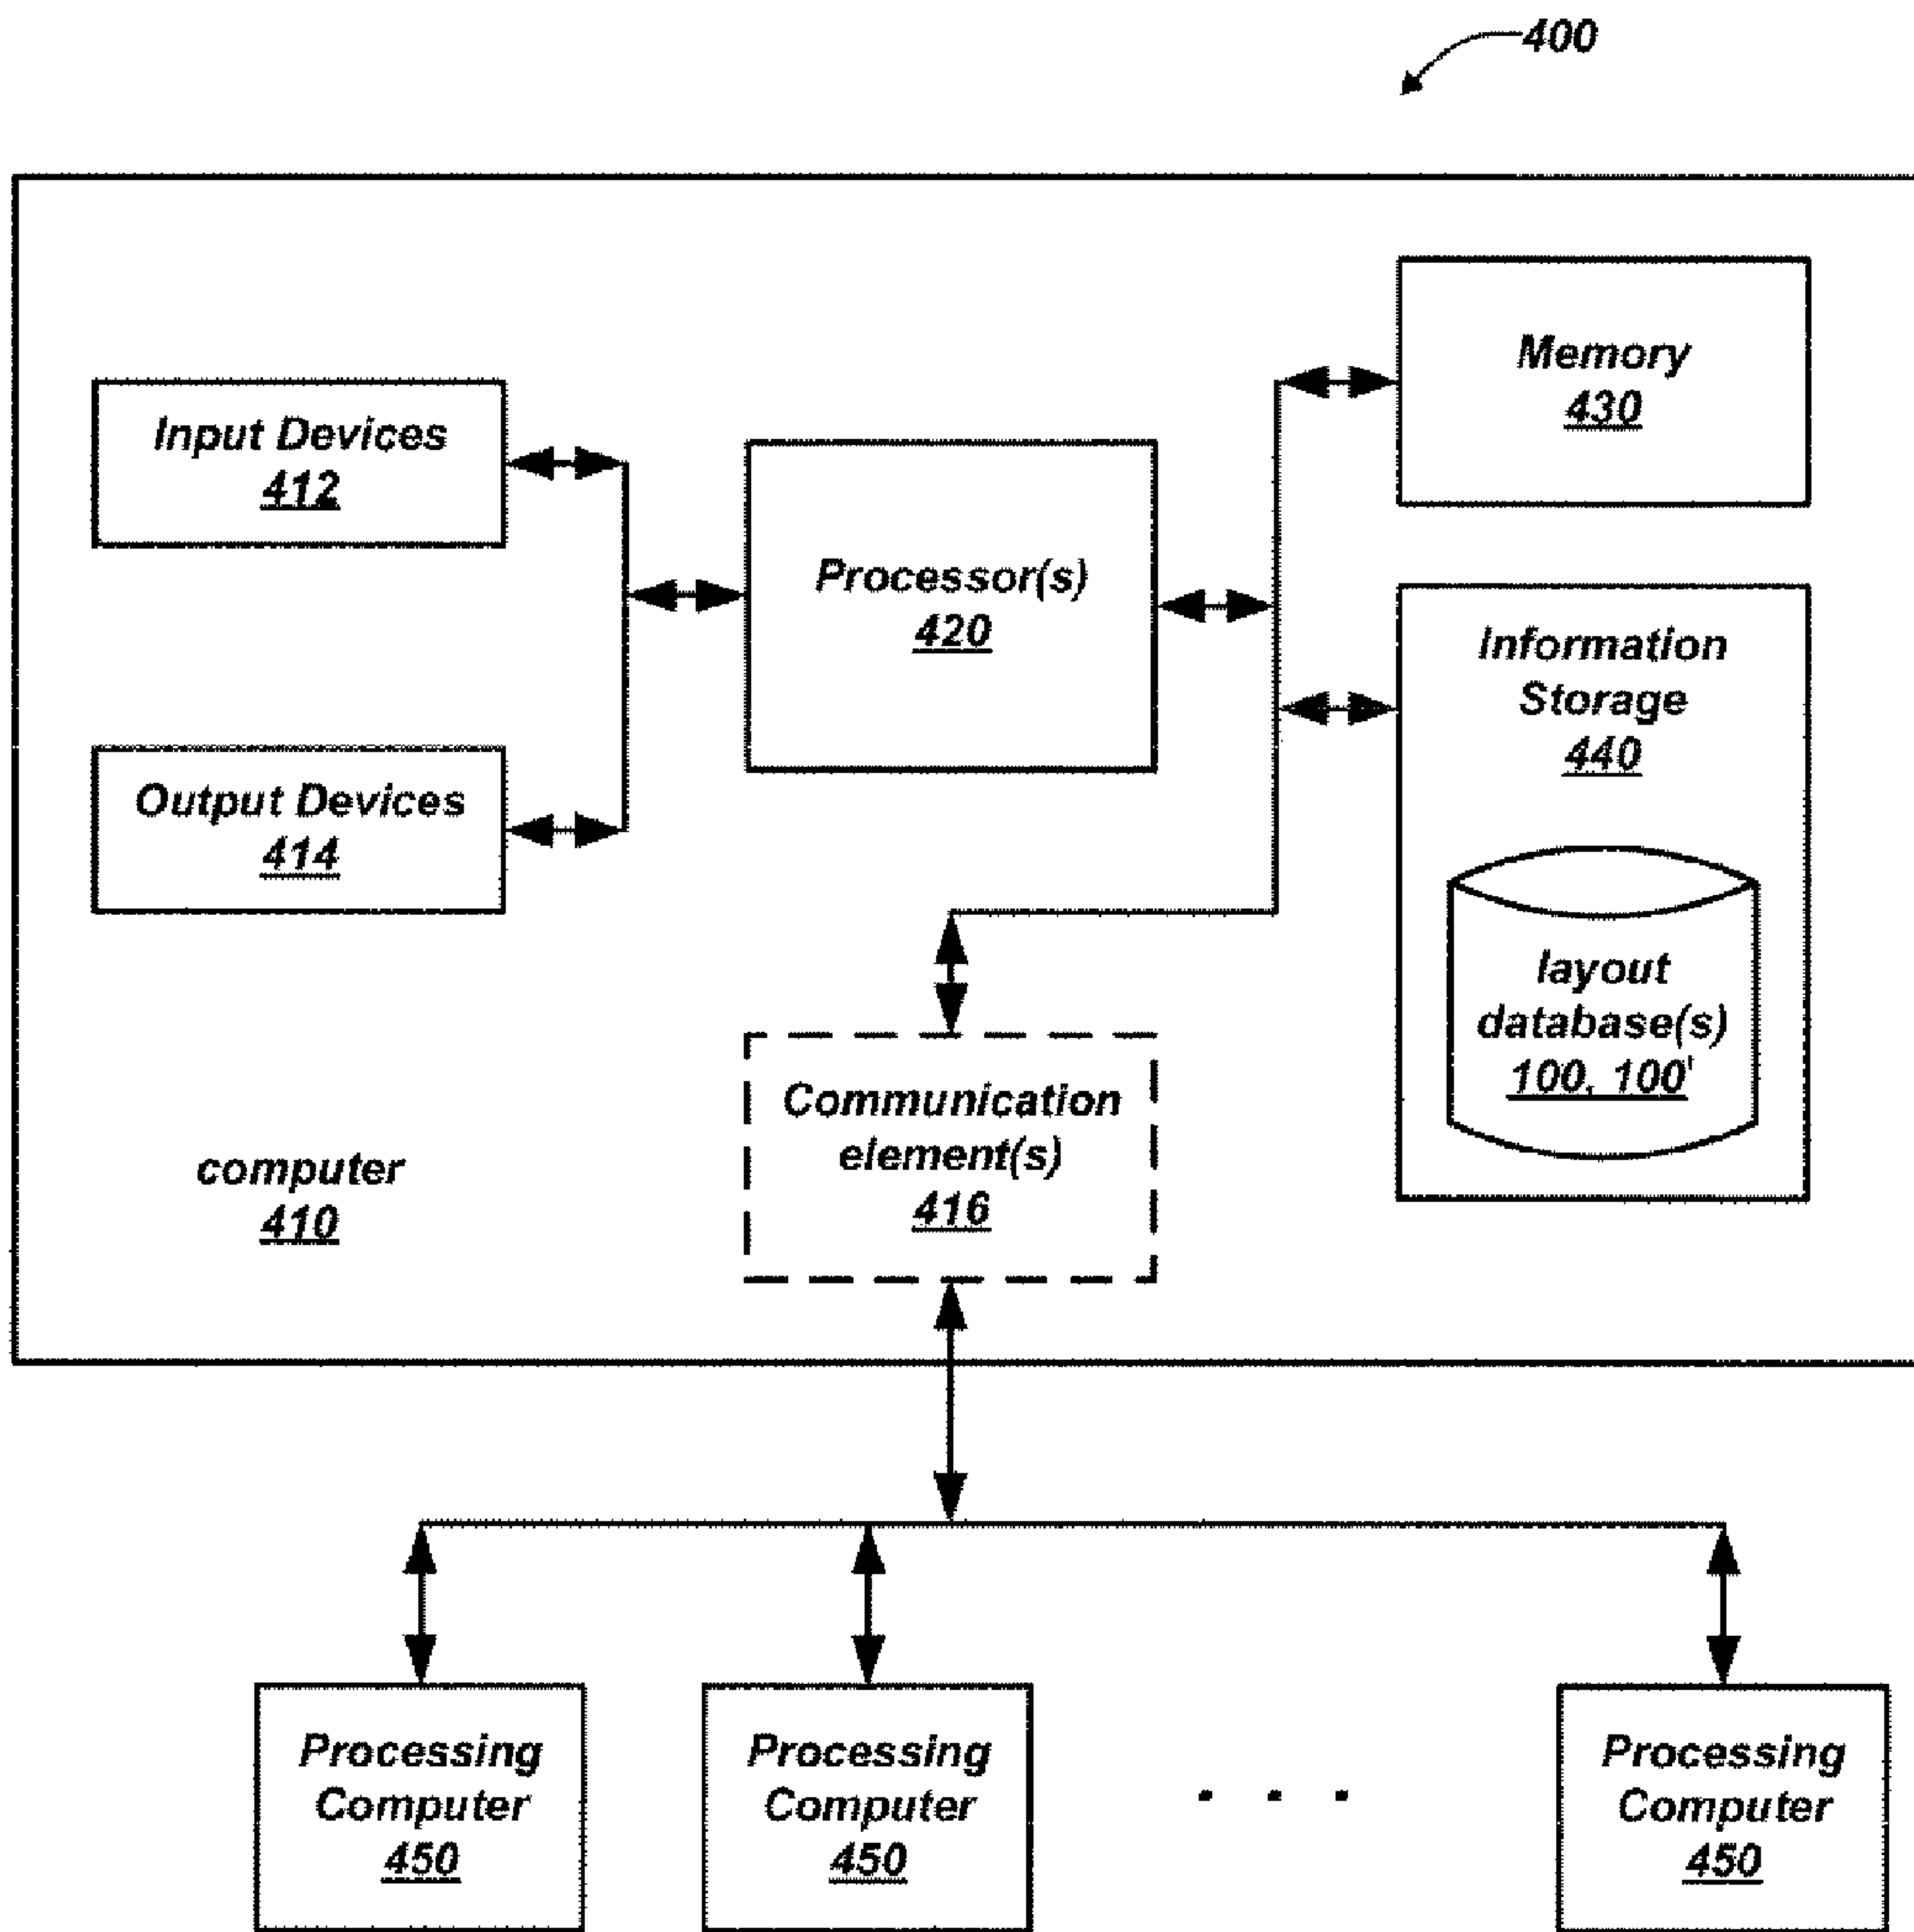 400
Memory
430
Input Devices
412
Processor(s)
420
Information
Storage
440
Output Devices
414
layout
database(s)
100, 100'
Communication
element(s)
416
computer
410
Processing
Computer
450
Processing
Computer
450
. . .
Processing
Computer
450